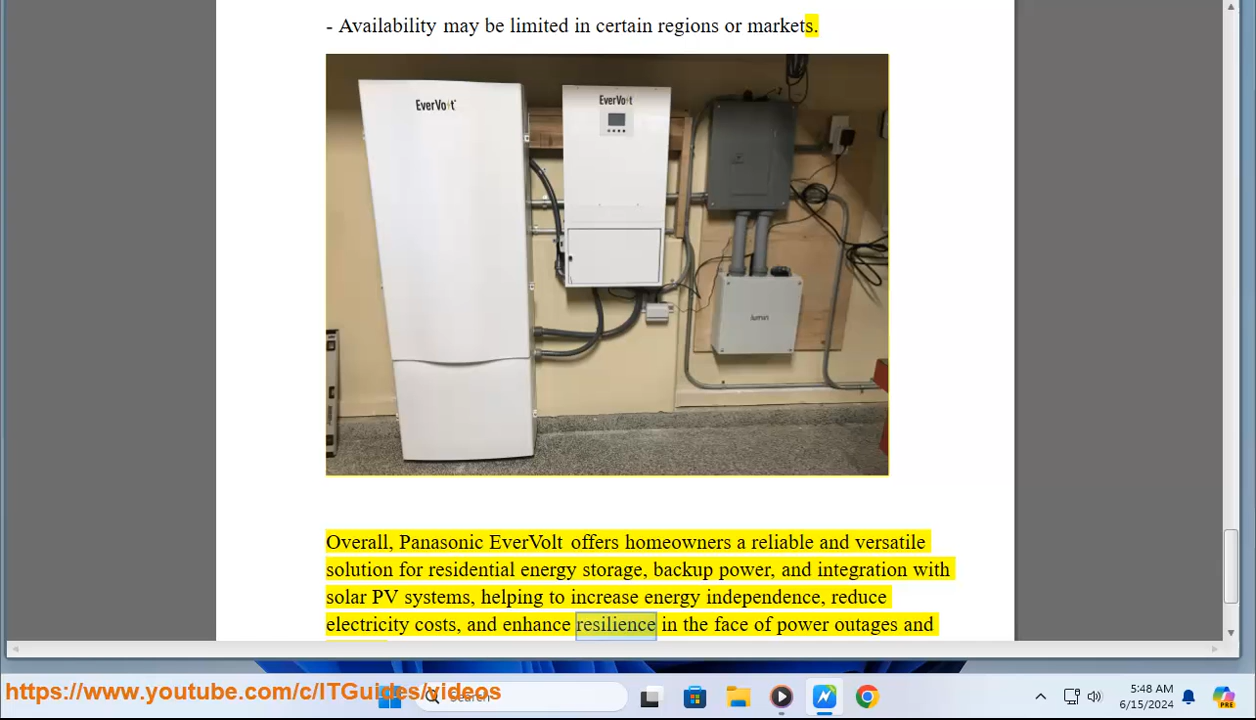 - Availability may be limited in certain regions or markets.
EverVolt
EverVolt
lumin
Overall, Panasonic EverVolt offers homeowners a reliable and versatile
solution for residential energy storage, backup power, and integration with
solar PV systems, helping to increase energy independence, reduce
electricity costs, and enhance resilience in the face of power outages and
https://www.youtube.com/c/ITGuides/videos
Search
5:48 AM
6/15/2024
PRE